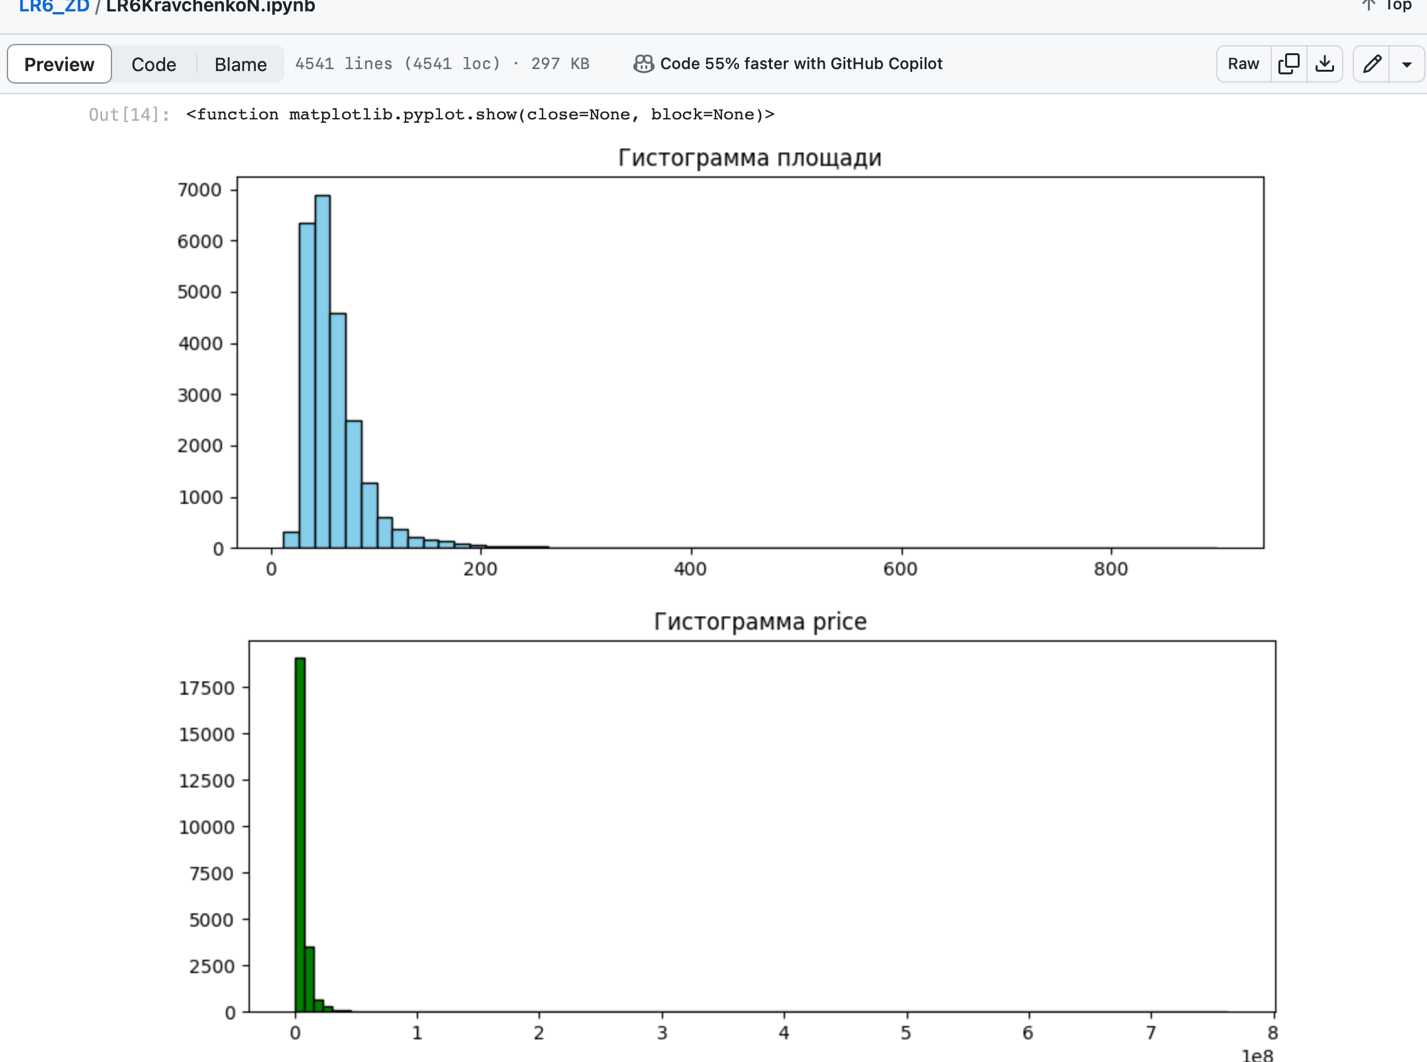 LR6_ZD / LR6KravchenkoN.ipynb
↑ Top
Preview Code Blame 4541 lines (4541 loc) · 297 KB Code 55% faster with GitHub Copilot Raw
Out[14]: <function matplotlib.pyplot.show(close=None, block=None)>
Гистограмма площади
7000
6000
5000
4000
3000
2000
1000
0
0 200 400 600 800
Гистограмма price
17500
15000
12500
10000
7500
5000
2500
0
0 1 2 3 4 5 6 7 8
1e8